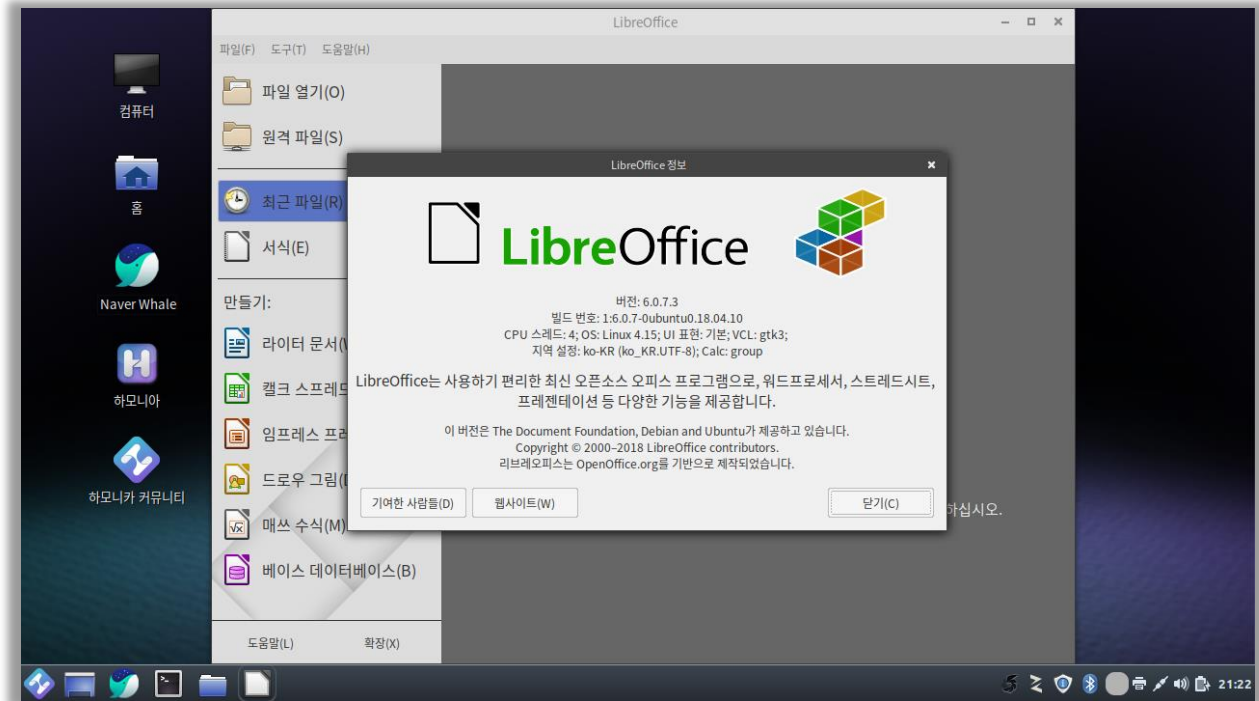 LibreOffice
파일(F) 도구(T) 도움말(H)
컴퓨터
홈
Naver Whale
하모니아
하모니카 커뮤니티
파일 열기(O)
원격 파일(S)
최근 파일(R)
서식(E)
만들기:
라이터 문서(
캘크 스프레드
임프레스 프레
드로우 그림(
매쓰 수식(M)
베이스 데이터베이스(B)
도움말(L) 확장(X)
LibreOffice 정보
LibreOffice
버전: 6.0.7.3
빌드 번호: 1:6.0.7-0ubuntu0.18.04.10
CPU 스레드: 4; OS: Linux 4.15; UI 표현: 기본; VCL: gtk3;
지역 설정: ko-KR (ko_KR.UTF-8); Calc: group
LibreOffice는 사용하기 편리한 최신 오픈소스 오피스 프로그램으로, 워드프로세서, 스트레드시트,
프레젠테이션 등 다양한 기능을 제공합니다.
이 버전은 The Document Foundation, Debian and Ubuntu가 제공하고 있습니다.
Copyright © 2000–2018 LibreOffice contributors.
리브레오피스는 OpenOffice.org를 기반으로 제작되었습니다.
기여한 사람들(D) 웹사이트(W) 닫기(C)
하십시오.
21:22